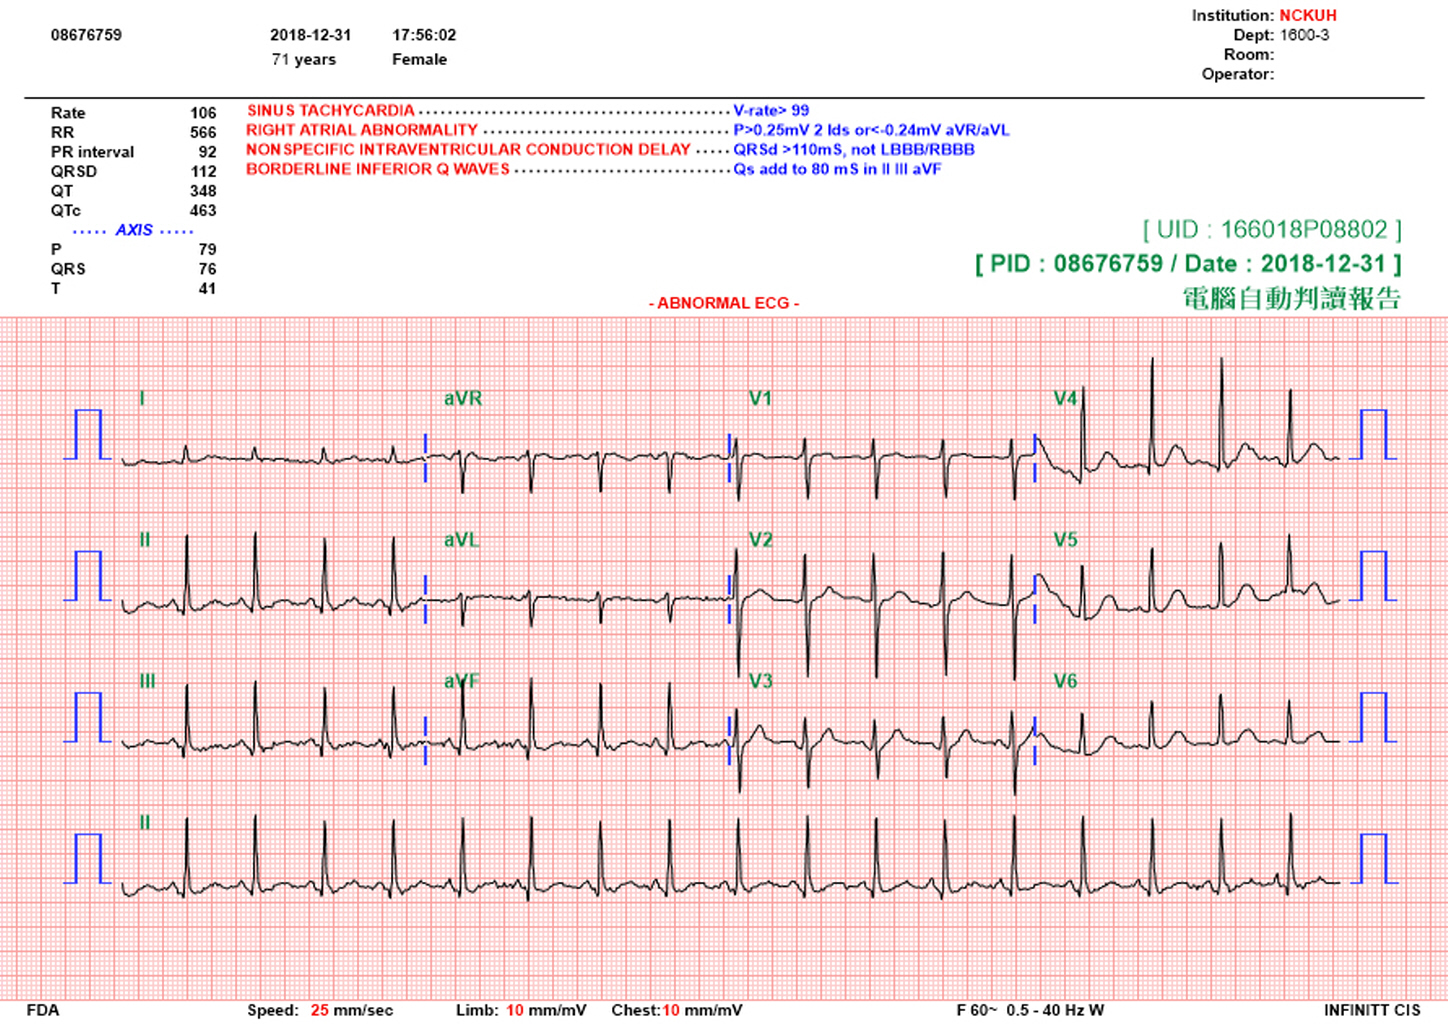 Institution: NCKUH
08676759 2018-12-31 17:56:02 Dept: 1600-3
71 years Female Room:
Operator:
Rate 106 SINUS TACHYCARDIA V-rate> 99
RR 566 RIGHT ATRIAL ABNORMALITY P>0.25mV 2 lds or<-0.24mV aVR/aVL
PR interval 92 NONSPECIFIC INTRAVENTRICULAR CONDUCTION DELAY QRSd >110mS, not LBBB/RBBB
QRSD 112 BORDERLINE INFERIOR Q WAVES Qs add to 80 mS in II III aVF
QT 348
QTc 463
····· AXIS ·····
P 79
QRS 76
T 41
[ UID : 166018P08802 ]
[ PID : 08676759 / Date : 2018-12-31 ]
電腦自動判讀報告
- ABNORMAL ECG -
I aVR V1 V4
II aVL V2 V5
III aVF V3 V6
II
FDA Speed: 25 mm/sec Limb: 10 mm/mV Chest:10 mm/mV F 60~ 0.5 - 40 Hz W INFINITT CIS